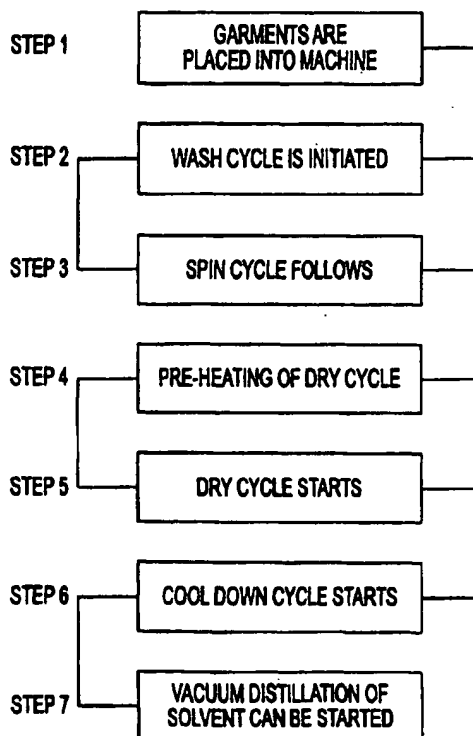 STEP 1
GARMENTS ARE
PLACED INTO MACHINE
STEP 2
WASH CYCLE IS INITIATED
STEP 3
SPIN CYCLE FOLLOWS
STEP 4
PRE-HEATING OF DRY CYCLE
STEP 5
DRY CYCLE STARTS
STEP 6
COOL DOWN CYCLE STARTS
STEP 7
VACUUM DISTILLATION OF
SOLVENT CAN BE STARTED